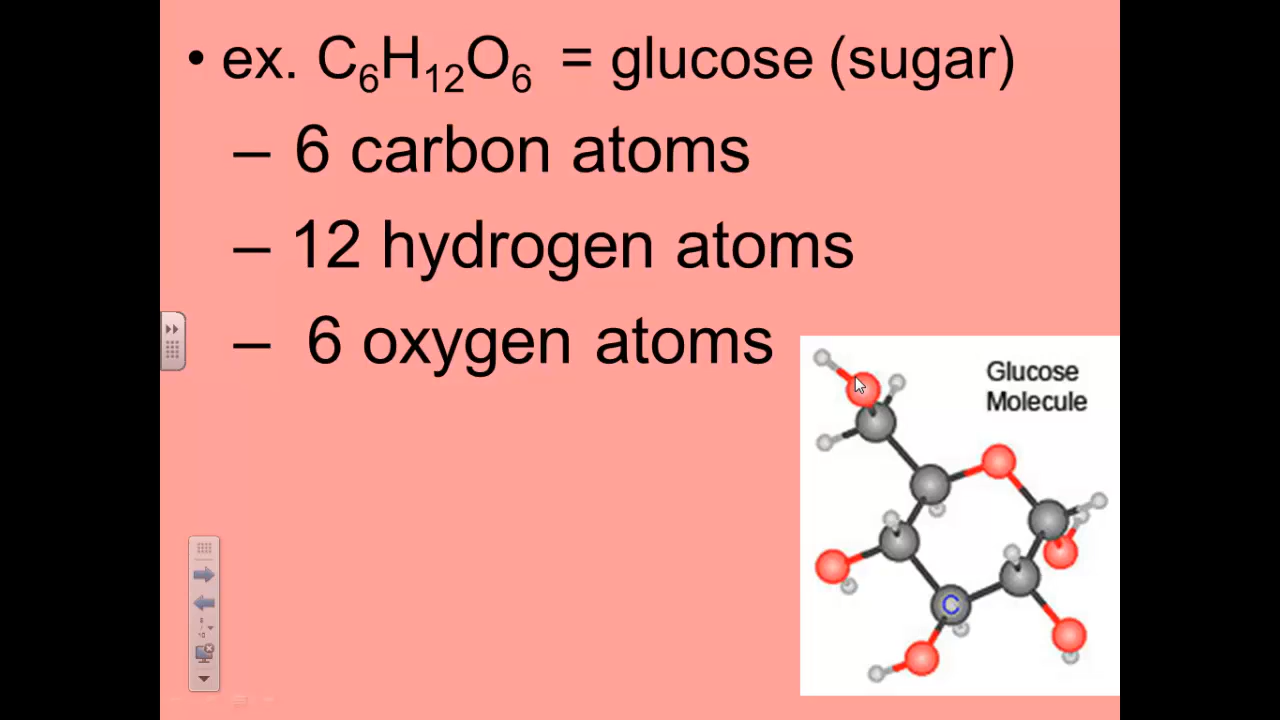 • ex. C₆H₁₂O₆ = glucose (sugar)
– 6 carbon atoms
– 12 hydrogen atoms
– 6 oxygen atoms
Glucose
Molecule
C